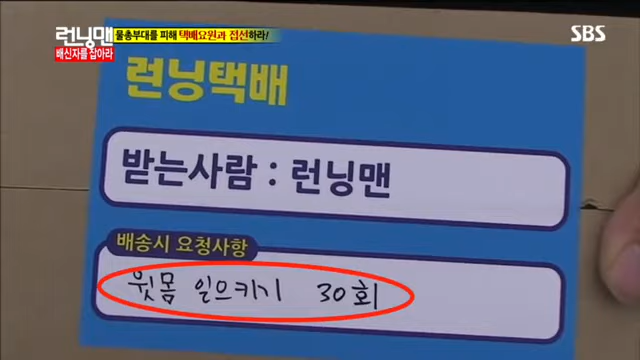 런닝맨 물총부대를 피해 택배요원과 접선하라! SBS
배신자를 잡아라
런닝택배
받는사람 : 런닝맨
배송시 요청사항
윗몸 일으키기 30회